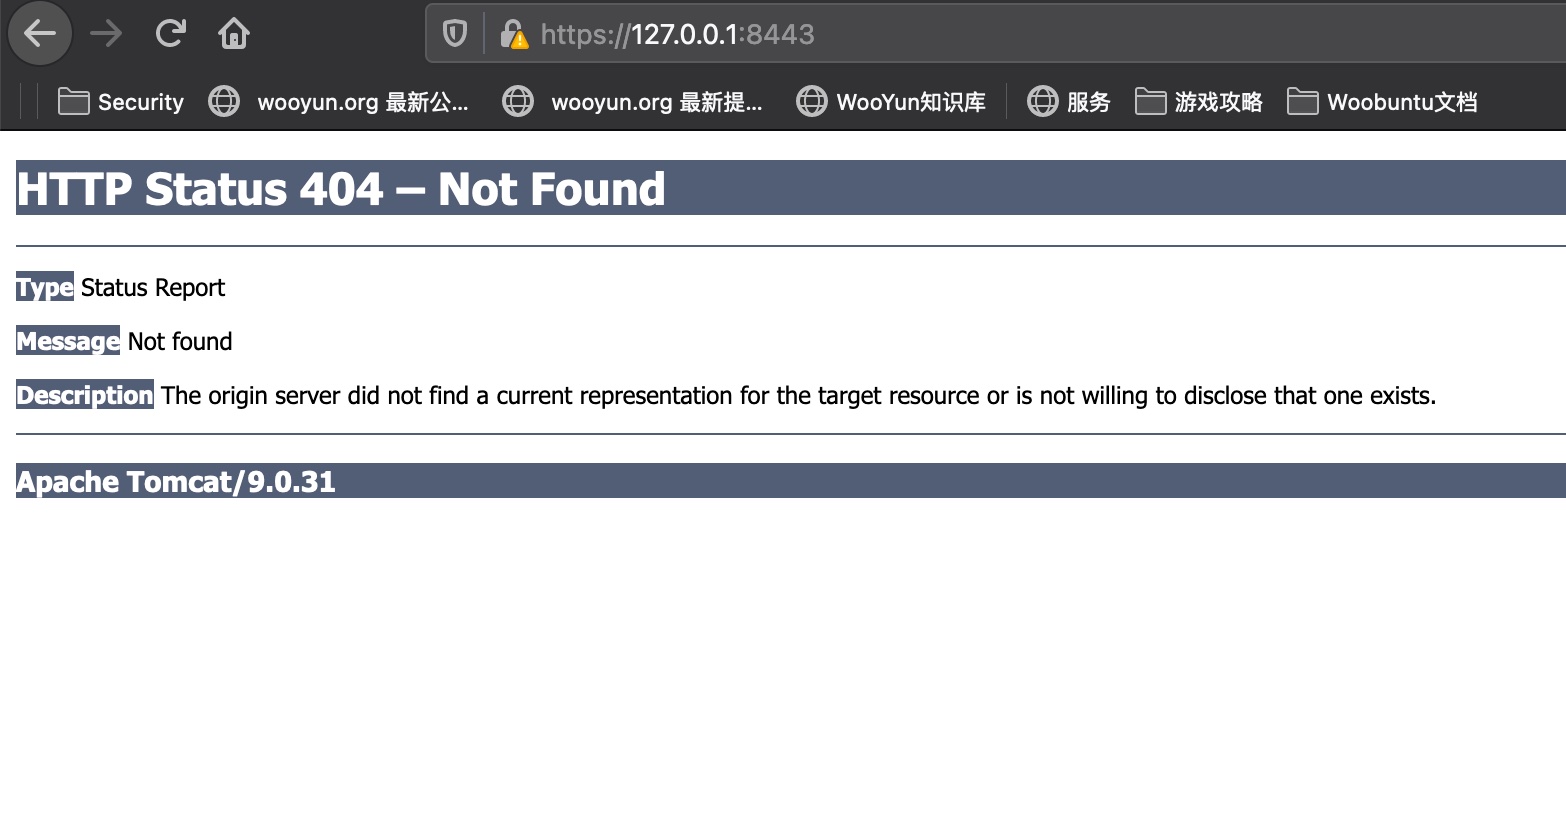 https://127.0.0.1:8443
Security wooyun.org 最新公... wooyun.org 最新提... WooYun知识库 服务 游戏攻略 Woobuntu文档
HTTP Status 404 – Not Found
Type Status Report
Message Not found
Description The origin server did not find a current representation for the target resource or is not willing to disclose that one exists.
Apache Tomcat/9.0.31